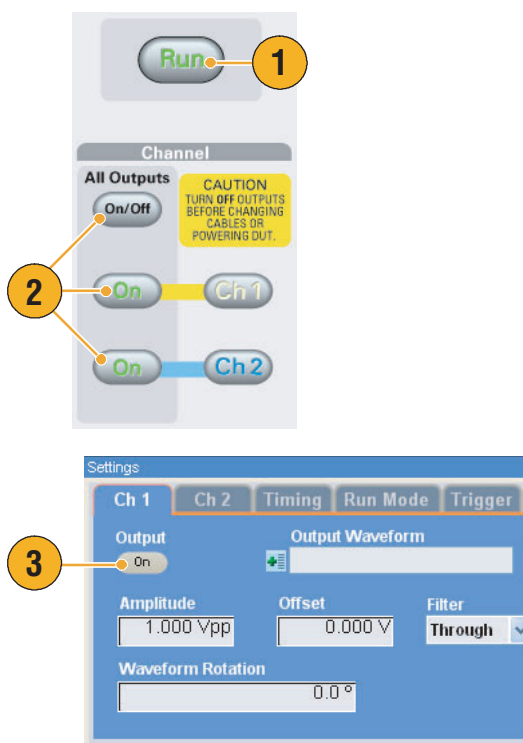 Run
1
Channel
All Outputs
On/Off
CAUTION
TURN OFF OUTPUTS
BEFORE CHANGING
CABLES OR
POWERING DUT.
2
On
Ch 1
On
Ch 2
Settings
Ch 1 Ch 2 Timing Run Mode Trigger
Output
Output Waveform
3
On
Amplitude Offset Filter
1.000 Vpp 0.000 V Through
Waveform Rotation
0.0 °